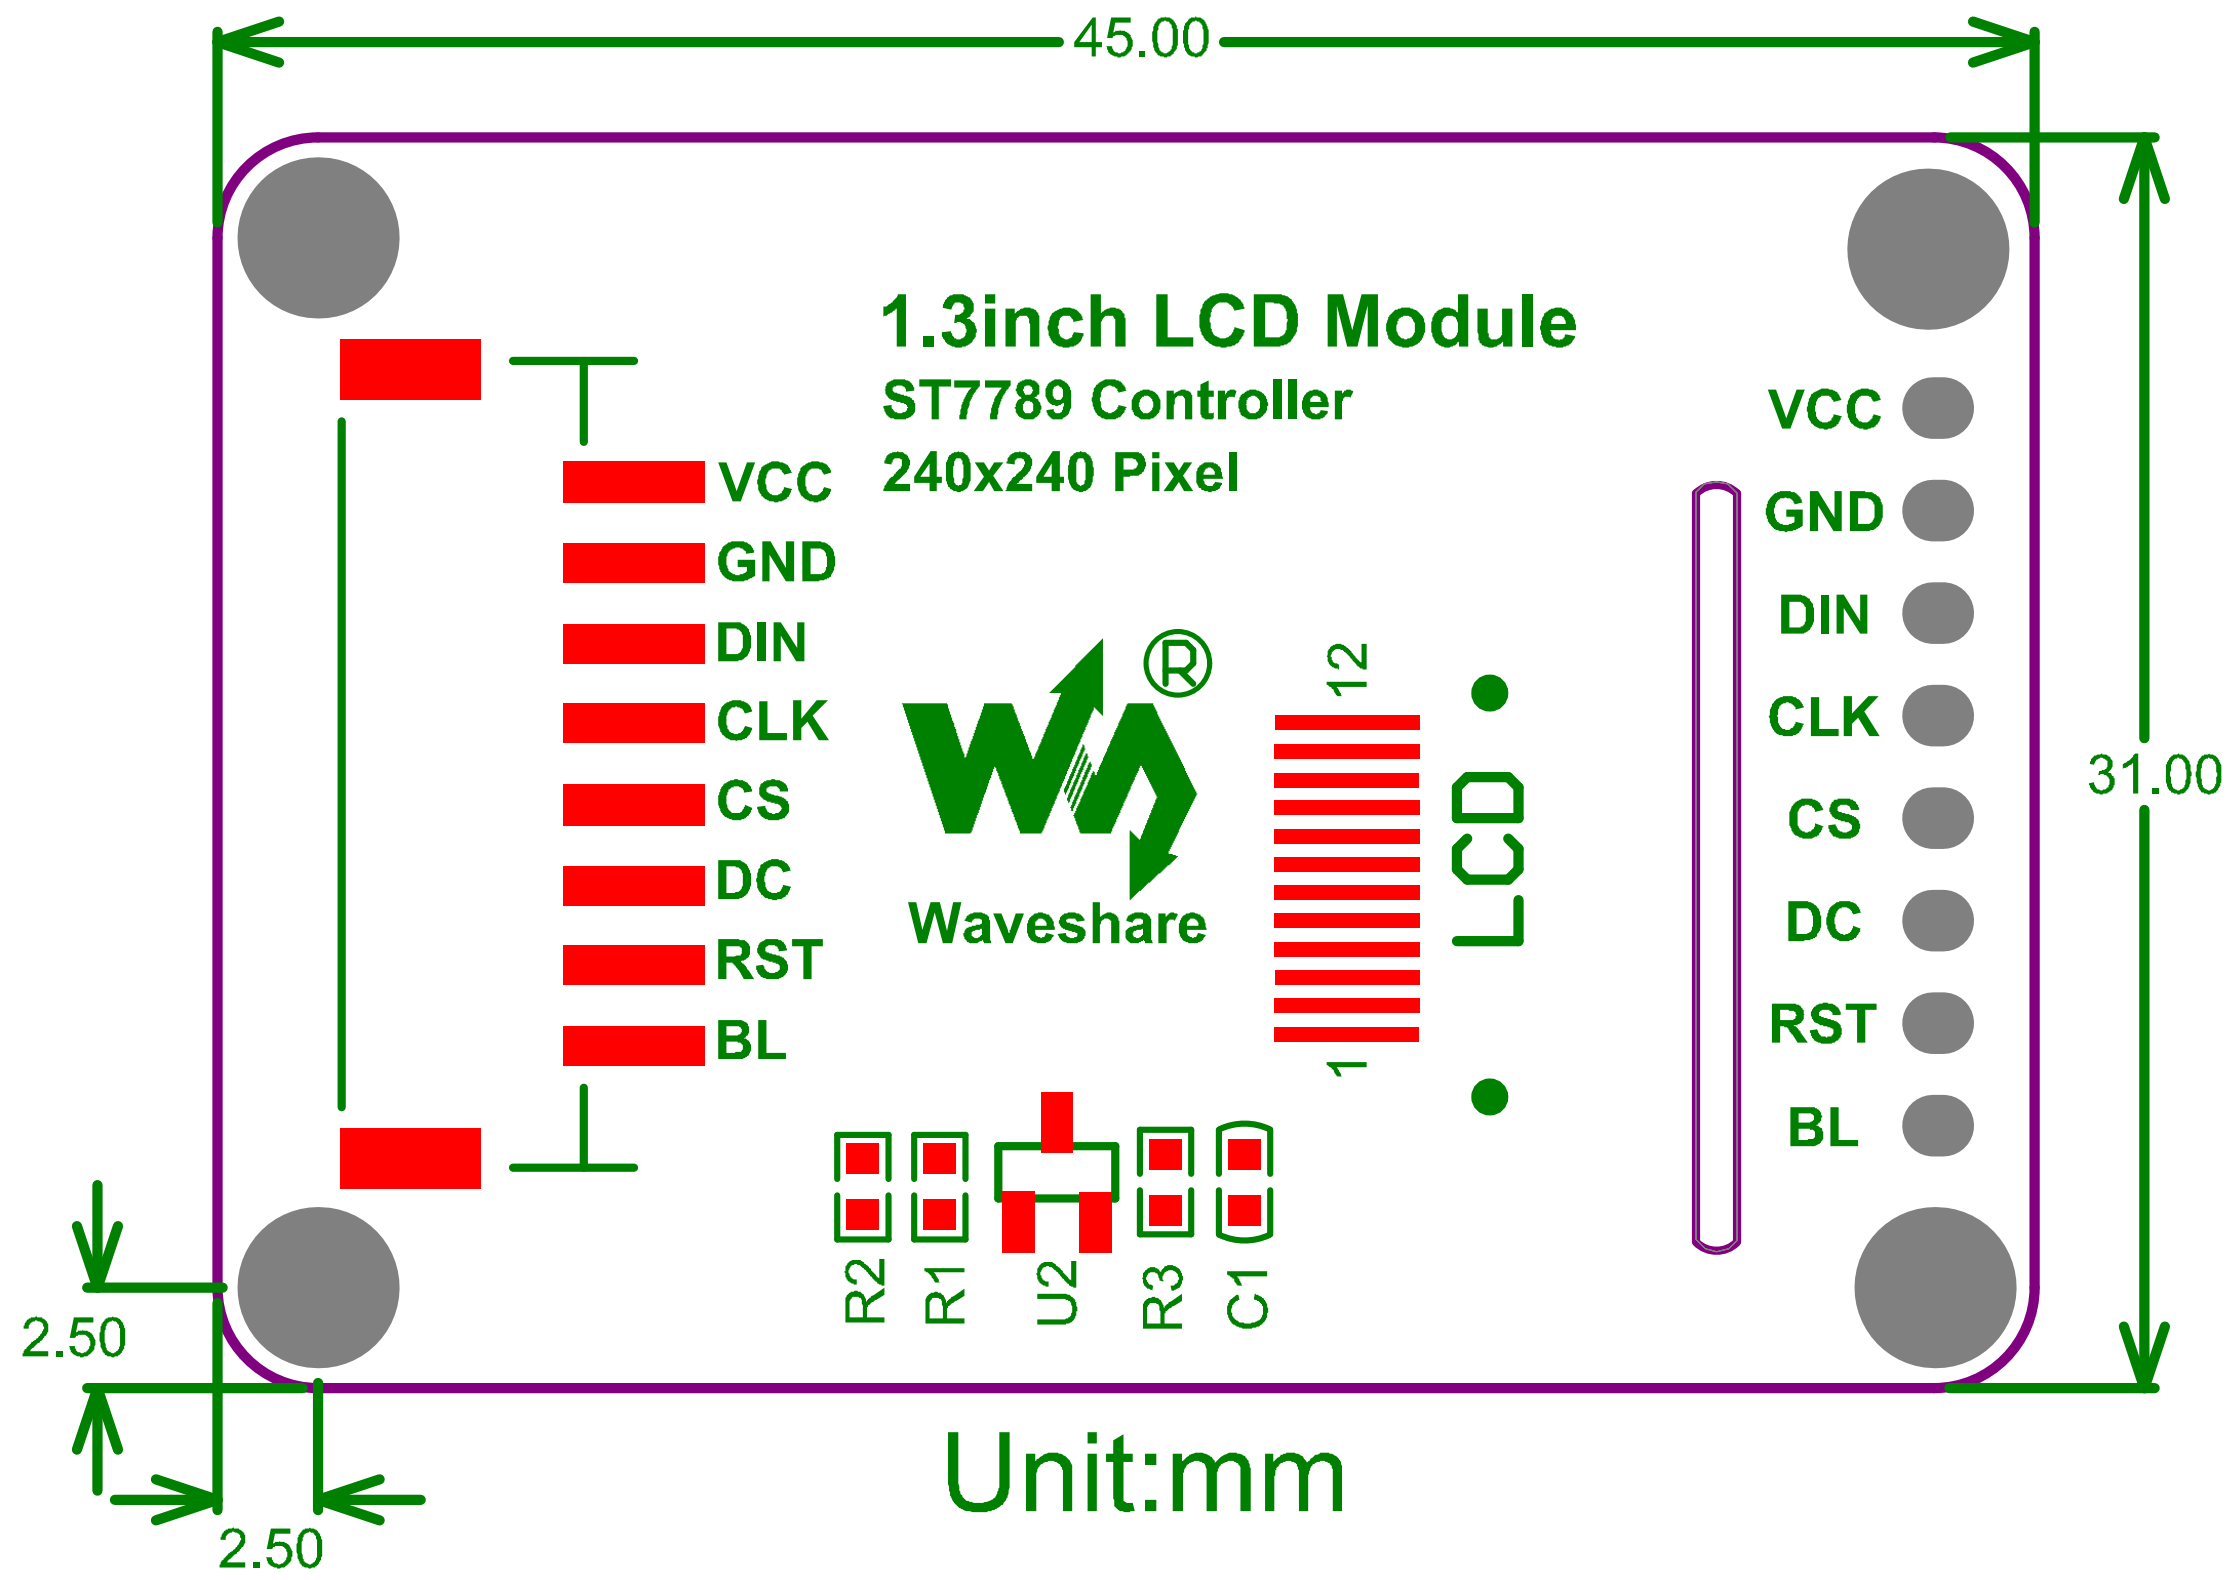 45.00
1.3inch LCD Module
ST7789 Controller
240x240 Pixel
VCC
GND
DIN
CLK
CS
DC
RST
BL
®
Waveshare
12
1
LCD
VCC
GND
DIN
CLK
CS
DC
RST
BL
31.00
R2
R1
U2
R3
C1
2.50
2.50
Unit:mm